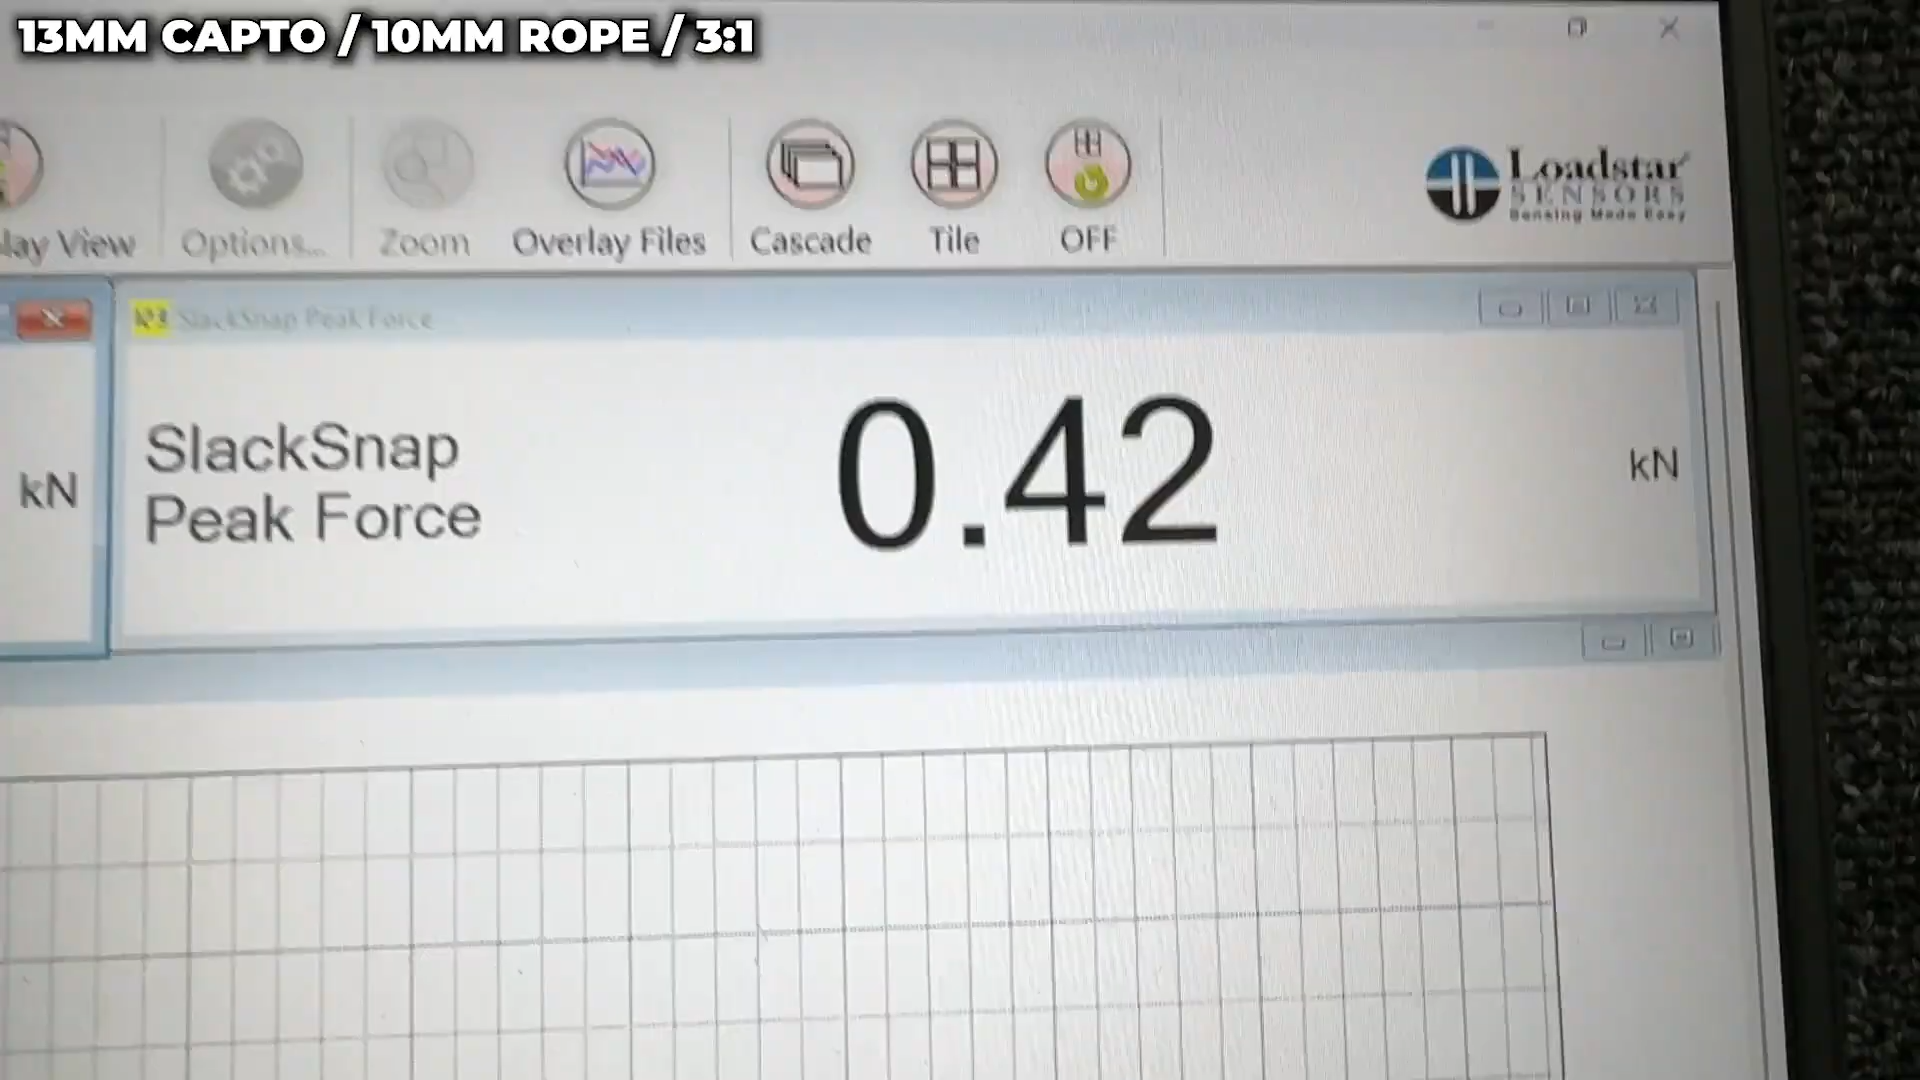 13MM CAPTO / 10MM ROPE / 3:1
lay View
Options...
Zoom
Overlay Files
Cascade
Tile
OFF
Loadstar
SENSORS
Sensing Made Easy
SlackSnap Peak Force
kN
SlackSnap
Peak Force
0.42
kN